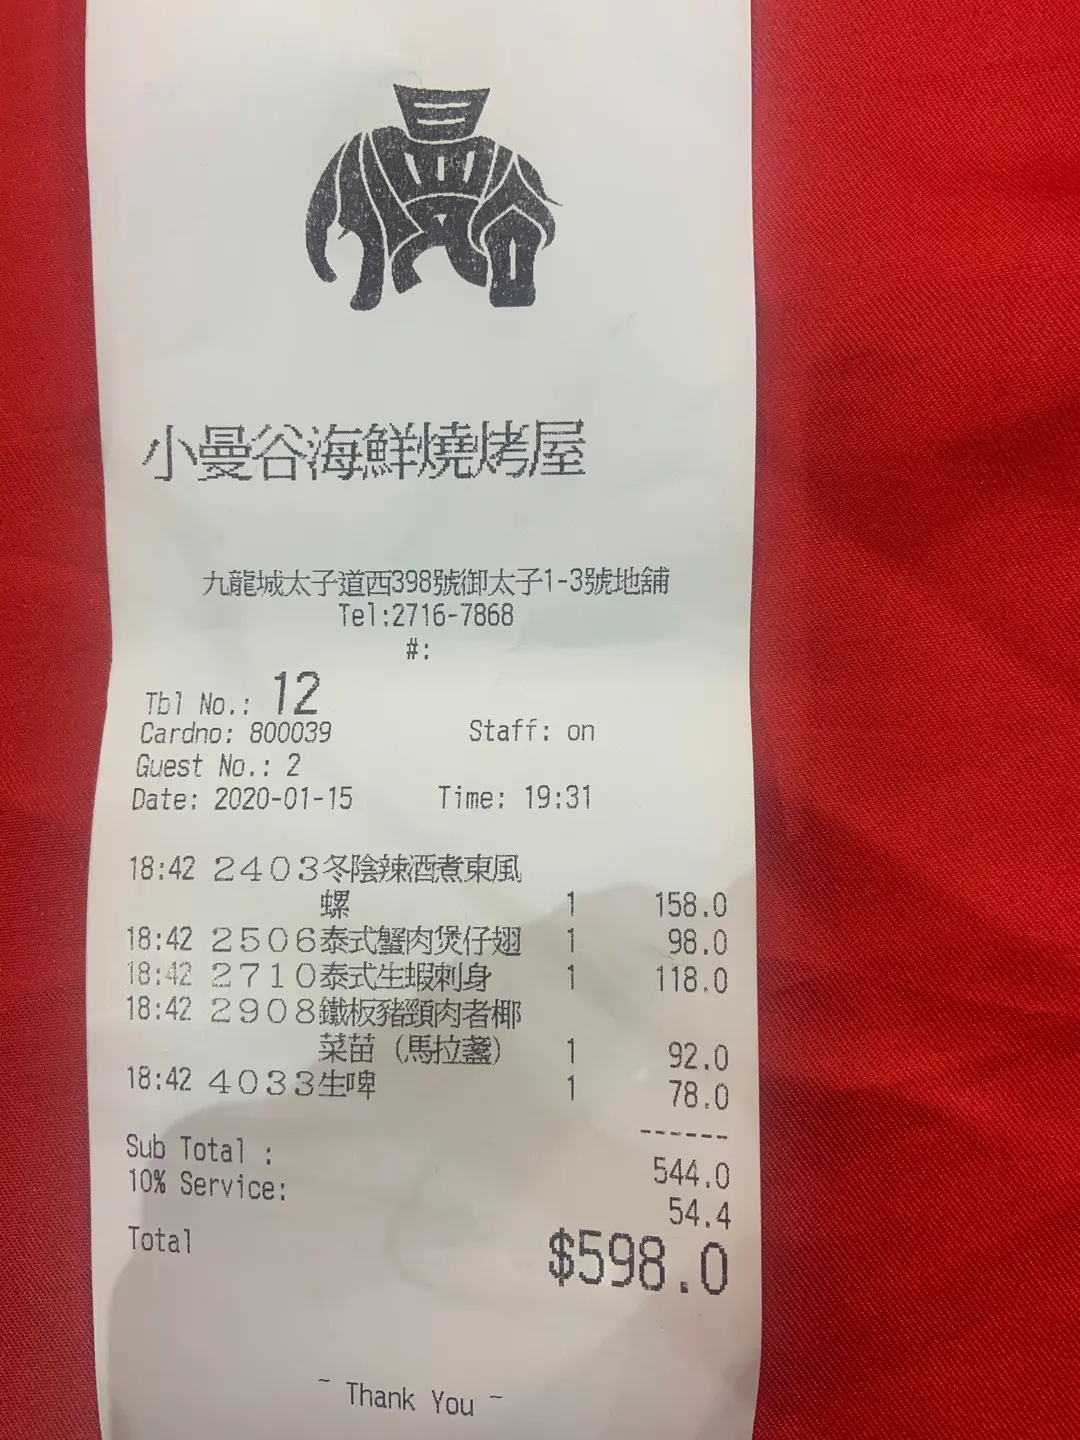 小曼谷
小曼谷海鮮燒烤屋
九龍城太子道西398號御太子1-3號地舖
Tel:2716-7868
#:
Tbl No.: 12
Cardno: 800039 Staff: on
Guest No.: 2
Date: 2020-01-15 Time: 19:31
18:42 2403冬陰辣酒煮東風
螺 1 158.0
18:42 2506泰式蟹肉煲仔翅 1 98.0
18:42 2710泰式生蝦刺身 1 118.0
18:42 2908鐵板豬頸肉者椰
菜苗(馬拉盞) 1 92.0
18:42 4033生啤 1 78.0
------
Sub Total : 544.0
10% Service: 54.4
Total $598.0
~ Thank You ~